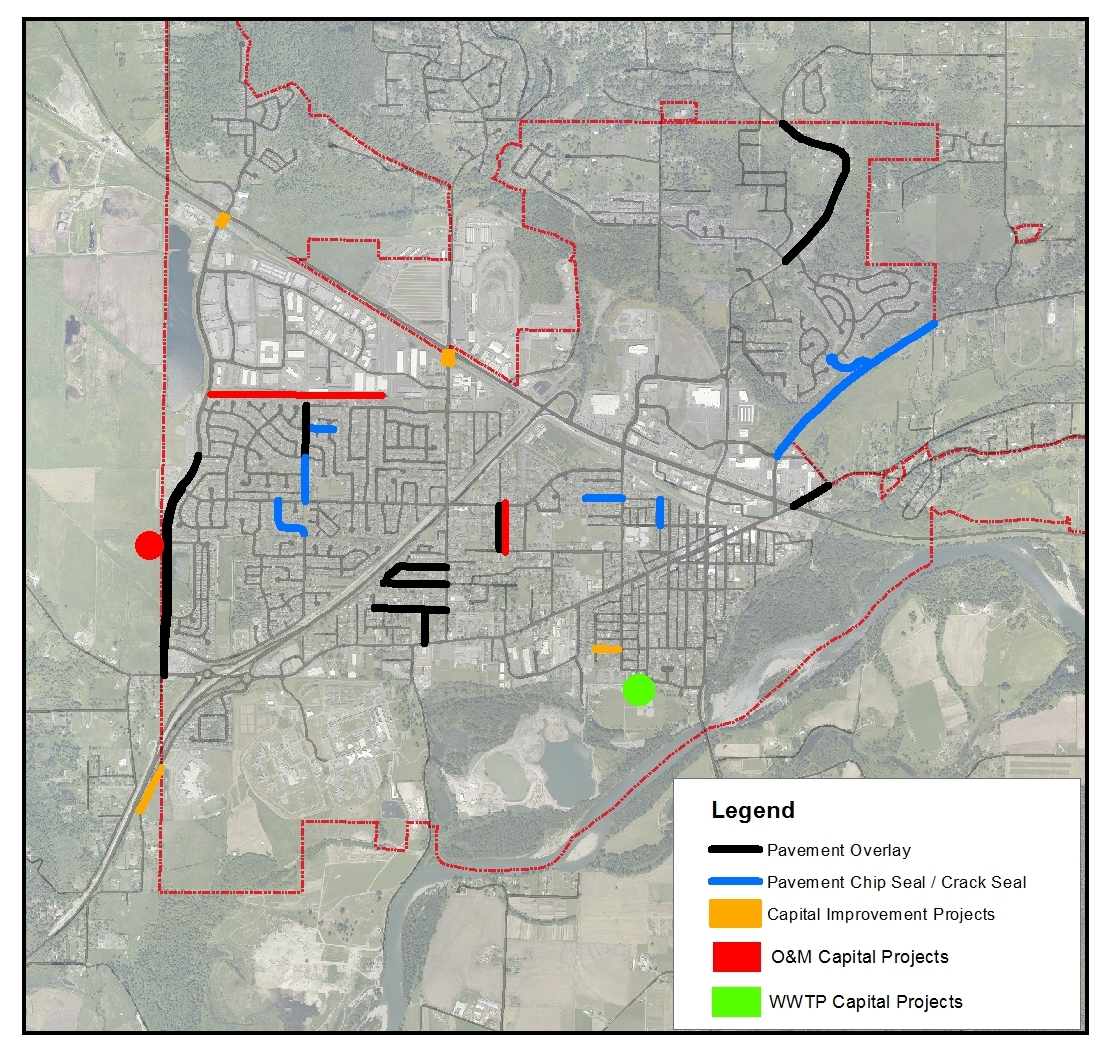 Legend
Pavement Overlay
Pavement Chip Seal / Crack Seal
Capital Improvement Projects
O&M Capital Projects
WWTP Capital Projects